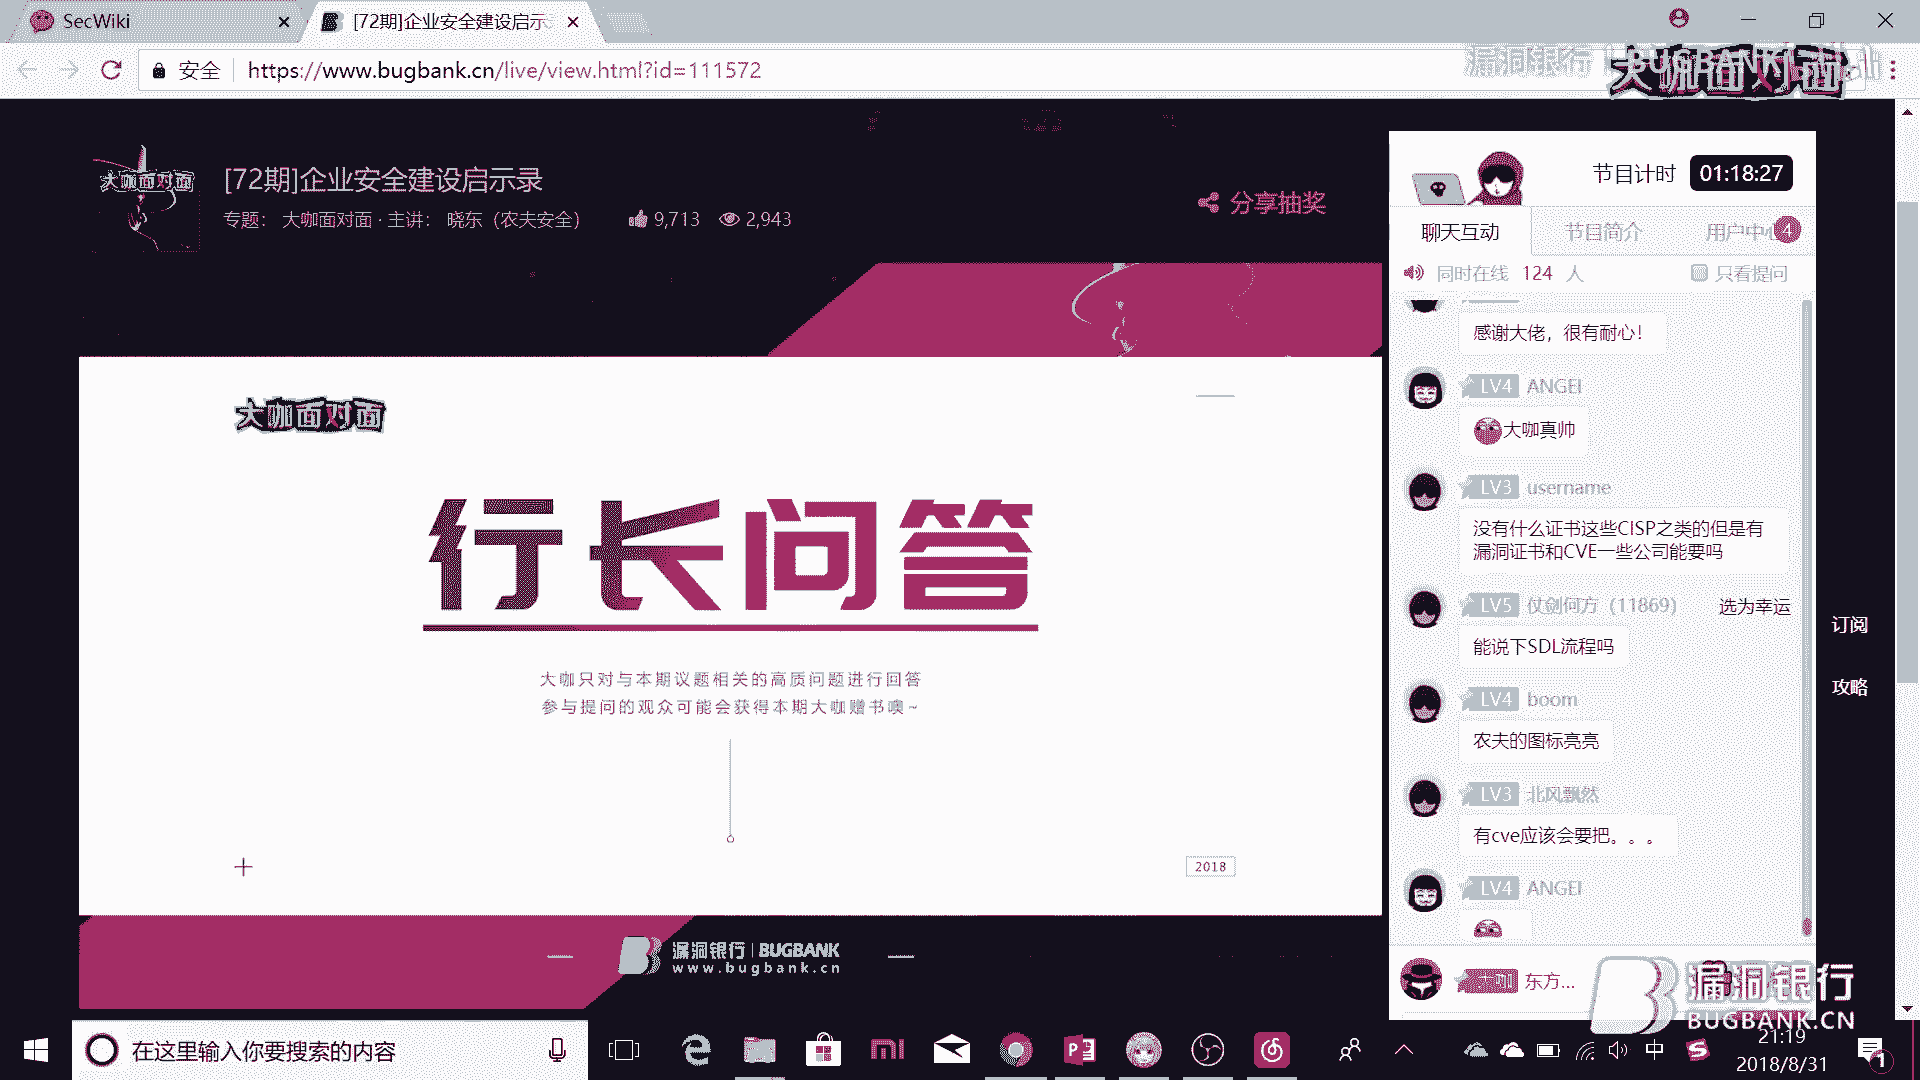 SecWiki
[72期]企业安全建设启示
安全
https://www.bugbank.cn/live/view.html?id=111572
漏洞银行
BUGBANK
大咖面对面
大咖面对面
[72期]企业安全建设启示录
专题： 大咖面对面 · 主讲： 晓东（农夫安全）
9,713
2,943
分享抽奖
大咖面对面
行长问答
大咖只对与本期议题相关的高质问题进行回答
参与提问的观众可能会获得本期大咖赠书噢~
2018
漏洞银行 | BUGBANK
www.bugbank.cn
节目计时 01:18:27
聊天互动
节目简介
用户中心
4
同时在线 124 人
只看提问
感谢大佬，很有耐心！
LV4 ANGEl
大咖真帅
LV3 username
没有什么证书这些CISP之类的但是有
漏洞证书和CVE一些公司能要吗
LV5 仗剑何方（11869） 选为幸运
能说下SDL流程吗
LV4 boom
农夫的图标亮亮
LV3 北风飘然
有cve应该会要把。。。
LV4 ANGEl
大咖 东方...
订阅
攻略
漏洞银行
BUGBANK.CN
在这里输入你要搜索的内容
中
21:19
2018/8/31
1